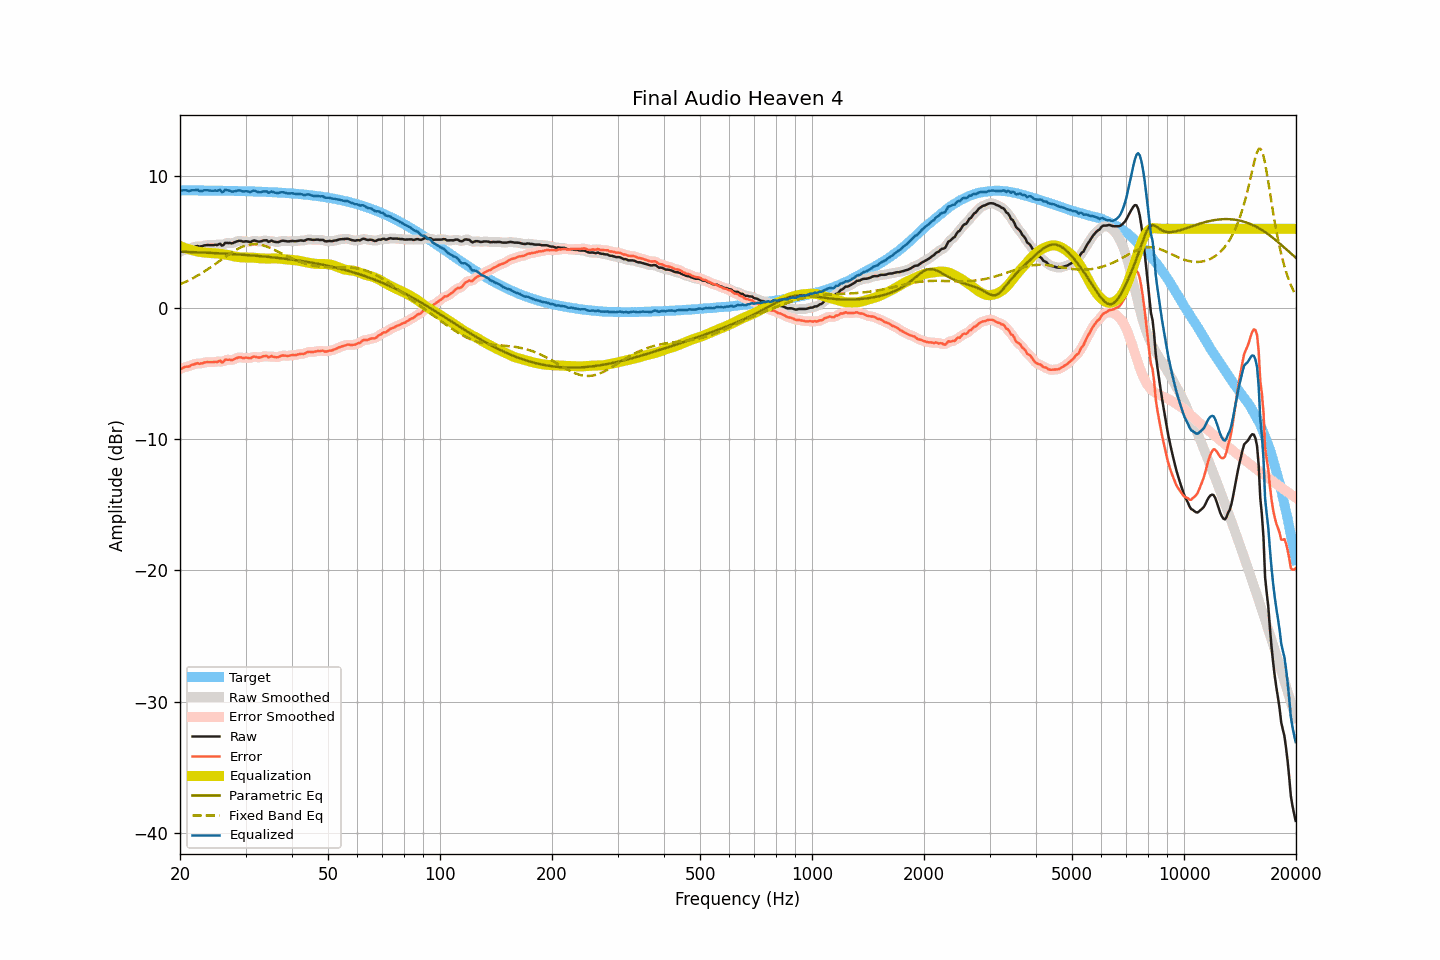 Final Audio Heaven 4
Amplitude (dBr)
10
0
−10
−20
−30
−40
Target
Raw Smoothed
Error Smoothed
Raw
Error
Equalization
Parametric Eq
Fixed Band Eq
Equalized
20 50 100 200 500 1000 2000 5000 10000 20000
Frequency (Hz)